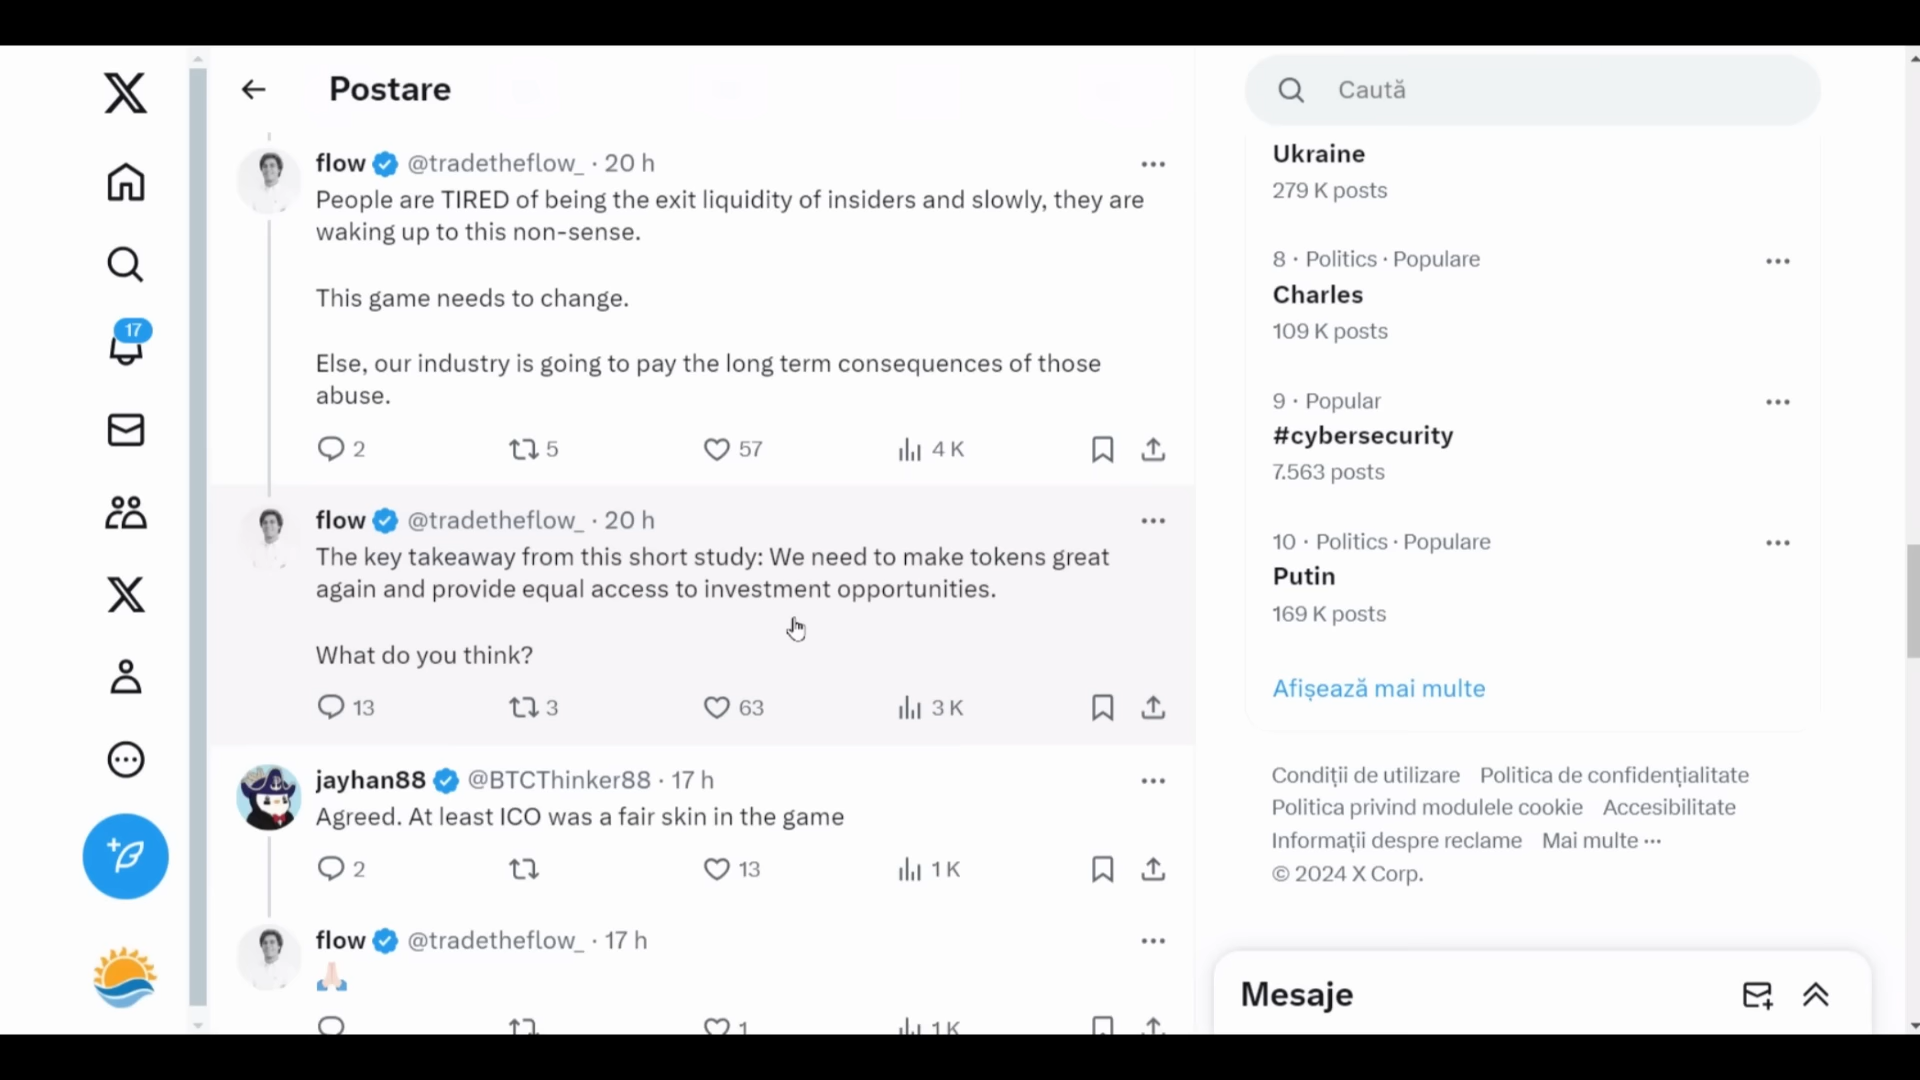 Postare
flow @tradetheflow_ · 20 h
People are TIRED of being the exit liquidity of insiders and slowly, they are
waking up to this non-sense.
This game needs to change.
Else, our industry is going to pay the long term consequences of those
abuse.
2 5 57 4 K
flow @tradetheflow_ · 20 h
The key takeaway from this short study: We need to make tokens great
again and provide equal access to investment opportunities.
What do you think?
13 3 63 3 K
jayhan88 @BTCThinker88 · 17 h
Agreed. At least ICO was a fair skin in the game
2 13 1 K
flow @tradetheflow_ · 17 h
🙏🏻
1 1 K
17
Caută
Ukraine
279 K posts
8 · Politics · Populare
Charles
109 K posts
9 · Popular
#cybersecurity
7.563 posts
10 · Politics · Populare
Putin
169 K posts
Afișează mai multe
Condiții de utilizare Politica de confidențialitate
Politica privind modulele cookie Accesibilitate
Informații despre reclame Mai multe ···
© 2024 X Corp.
Mesaje